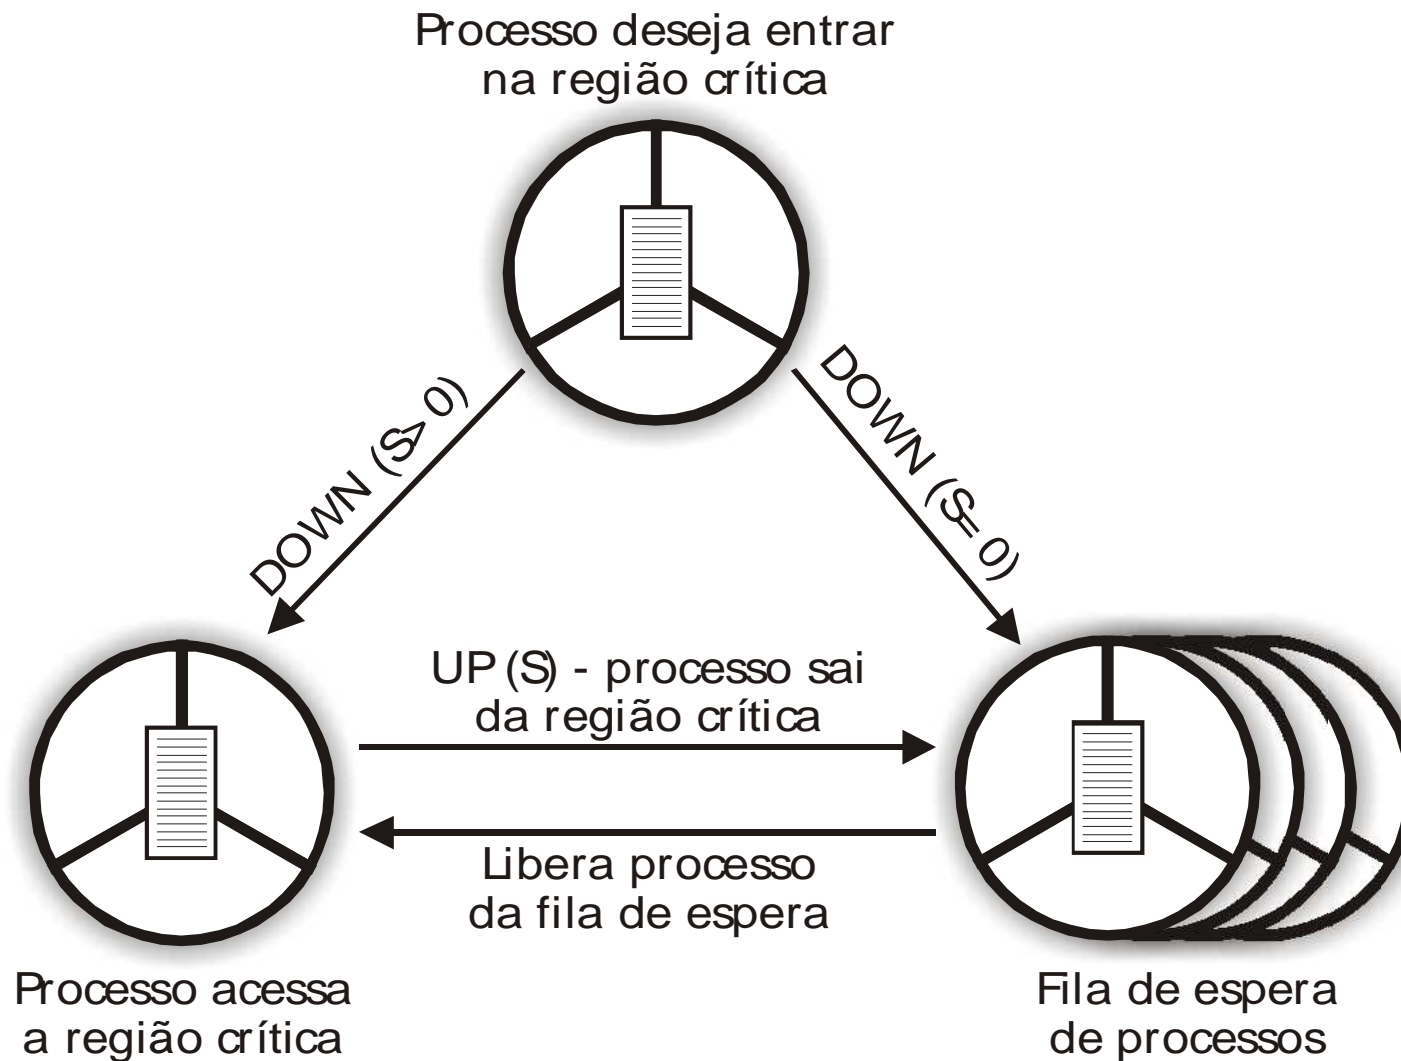 Processo deseja entrar
na região crítica
DOWN (S> 0)
DOWN (S= 0)
UP (S) - processo sai
da região crítica
Libera processo
da fila de espera
Processo acessa
a região crítica
Fila de espera
de processos